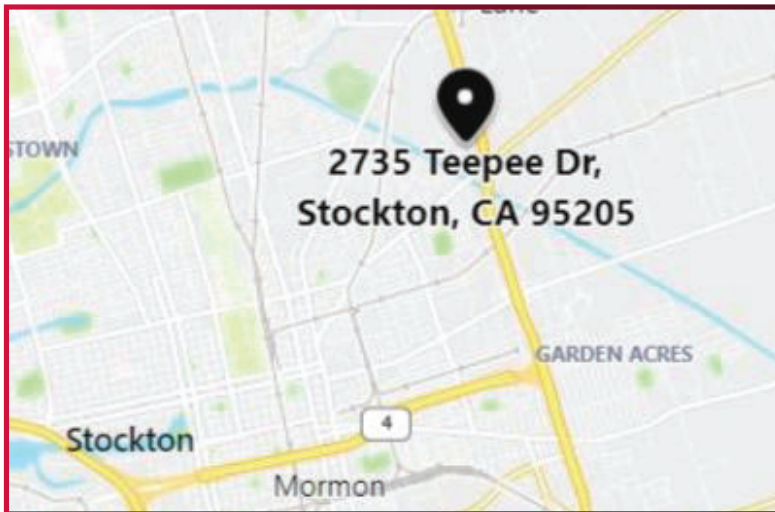 2735 Teepee Dr,
Stockton, CA 95205
STOWN
GARDEN ACRES
4
Stockton
Mormon